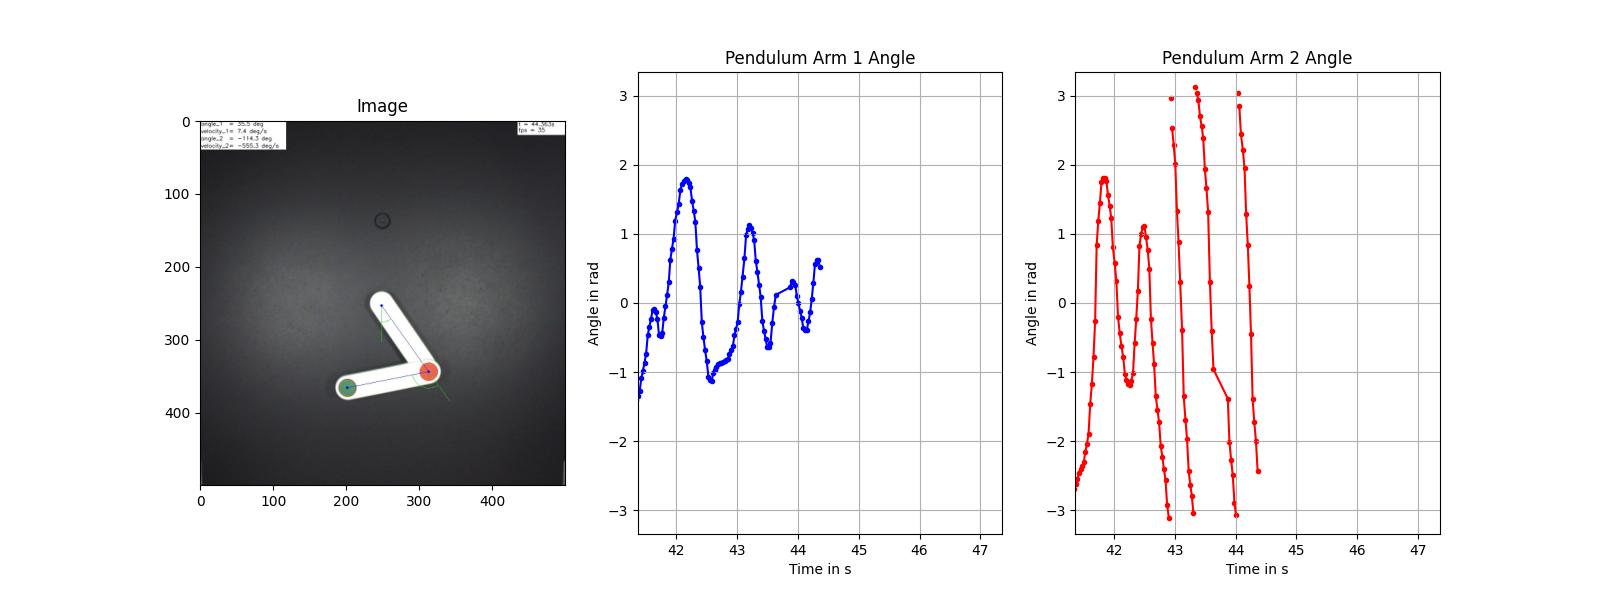 Image
angle_1 = 35.5 deg
velocity_1= 7.4 deg/s
angle_2 = -114.3 deg
velocity_2= -555.3 deg/s
t = 44.363s
fps = 35
0
100
200
300
400
0 100 200 300 400
Pendulum Arm 1 Angle
Angle in rad
3
2
1
0
−1
−2
−3
42 43 44 45 46 47
Time in s
Pendulum Arm 2 Angle
Angle in rad
3
2
1
0
−1
−2
−3
42 43 44 45 46 47
Time in s